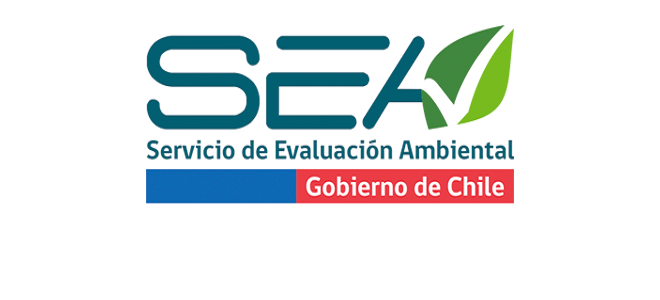 SEA
Servicio de Evaluación Ambiental
Gobierno de Chile